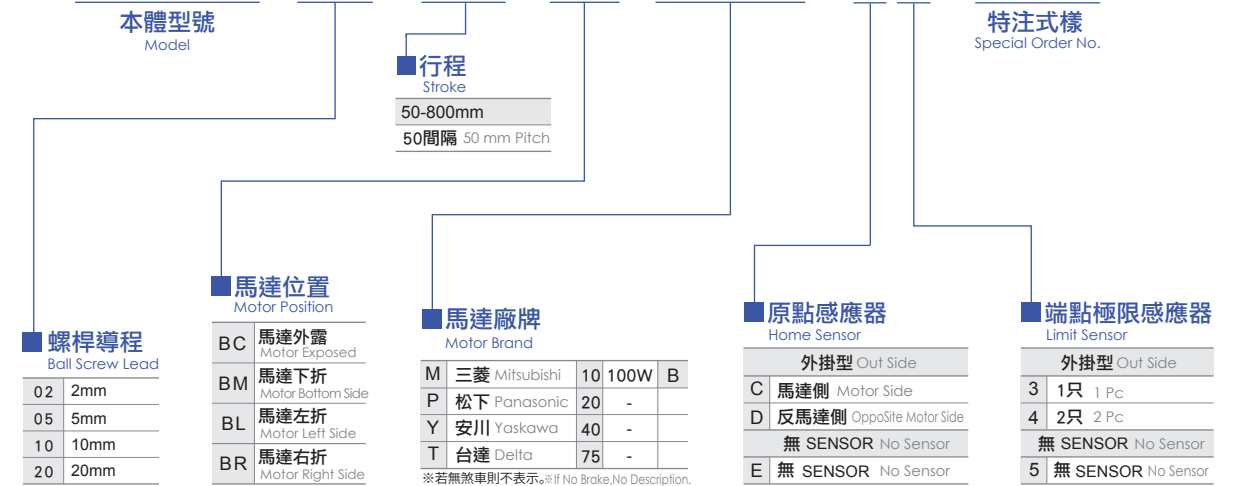 本體型號
Model
特注式樣
Special Order No.
行程
Stroke
50-800mm
50間隔 50 mm Pitch
螺桿導程
Ball Screw Lead
02 2mm
05 5mm
10 10mm
20 20mm
馬達位置
Motor Position
BC 馬達外露
Motor Exposed
BM 馬達下折
Motor Bottom Side
BL 馬達左折
Motor Left Side
BR 馬達右折
Motor Right Side
馬達廠牌
Motor Brand
M 三菱 Mitsubishi 10 100W B
P 松下 Panasonic 20 -
Y 安川 Yaskawa 40 -
T 台達 Delta 75 -
※若無煞車則不表示。※If No Brake,No Description.
原點感應器
Home Sensor
外掛型 Out Side
C 馬達側 Motor Side
D 反馬達側 OppoSite Motor Side
無 SENSOR No Sensor
E 無 SENSOR No Sensor
端點極限感應器
Limit Sensor
外掛型 Out Side
3 1只 1 Pc
4 2只 2 Pc
無 SENSOR No Sensor
5 無 SENSOR No Sensor